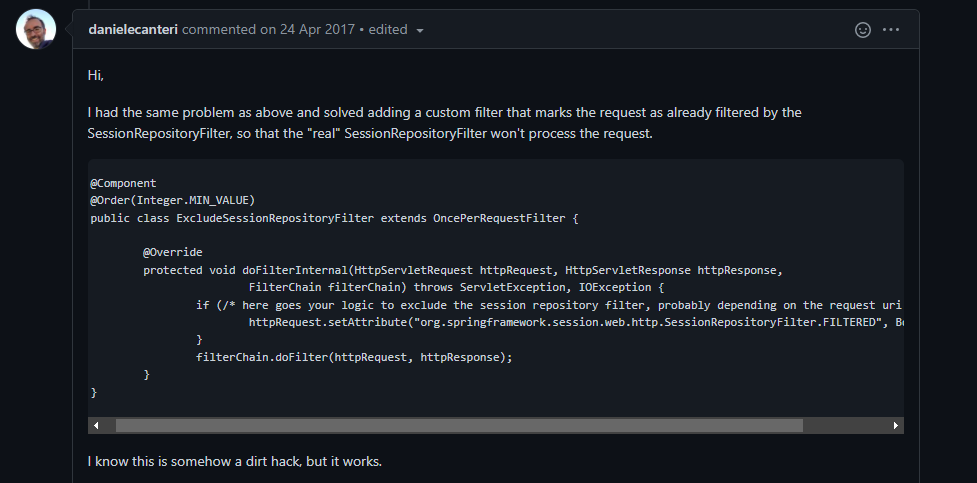 danielecanteri commented on 24 Apr 2017 • edited
Hi,
I had the same problem as above and solved adding a custom filter that marks the request as already filtered by the
SessionRepositoryFilter, so that the "real" SessionRepositoryFilter won't process the request.
@Component
@Order(Integer.MIN_VALUE)
public class ExcludeSessionRepositoryFilter extends OncePerRequestFilter {
@Override
protected void doFilterInternal(HttpServletRequest httpRequest, HttpServletResponse httpResponse,
FilterChain filterChain) throws ServletException, IOException {
if (/* here goes your logic to exclude the session repository filter, probably depending on the request uri
httpRequest.setAttribute("org.springframework.session.web.http.SessionRepositoryFilter.FILTERED",
}
filterChain.doFilter(httpRequest, httpResponse);
}
}
I know this is somehow a dirt hack, but it works.